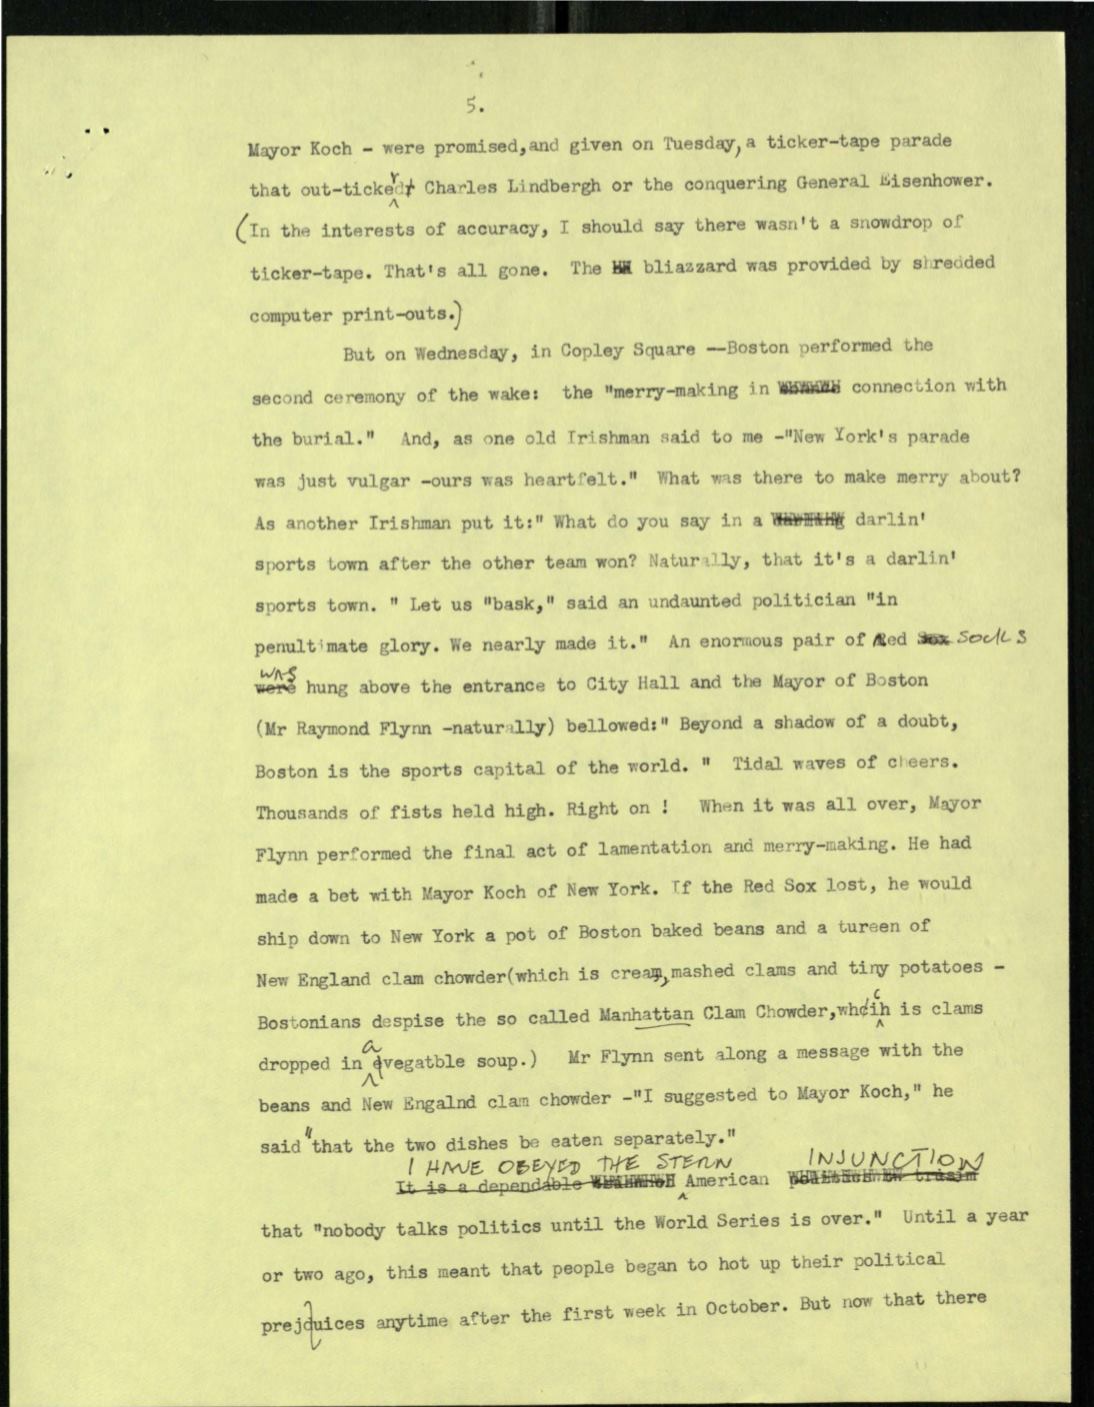 5.
Mayor Koch - were promised,and given on Tuesday, a ticker-tape parade
that out-ticked Charles Lindbergh or the conquering General Eisenhower.
(In the interests of accuracy, I should say there wasn't a snowdrop of
ticker-tape. That's all gone. The bliazzard was provided by shredded
computer print-outs.)
But on Wednesday, in Copley Square --Boston performed the
second ceremony of the wake: the "merry-making in connection with
the burial." And, as one old Irishman said to me -"New York's parade
was just vulgar -ours was heartfelt." What was there to make merry about?
As another Irishman put it:" What do you say in a darlin'
sports town after the other team won? Naturally, that it's a darlin'
sports town. " Let us "bask," said an undaunted politician "in
penultimate glory. We nearly made it." An enormous pair of red Sox SOCKS
WAS
were hung above the entrance to City Hall and the Mayor of Boston
(Mr Raymond Flynn -naturally) bellowed:" Beyond a shadow of a doubt,
Boston is the sports capital of the world. " Tidal waves of cheers.
Thousands of fists held high. Right on ! When it was all over, Mayor
Flynn performed the final act of lamentation and merry-making. He had
made a bet with Mayor Koch of New York. If the Red Sox lost, he would
ship down to New York a pot of Boston baked beans and a tureen of
New England clam chowder(which is cream, mashed clams and tiny potatoes -
Bostonians despise the so called Manhattan Clam Chowder,which is clams
dropped in a vegatble soup.) Mr Flynn sent along a message with the
beans and New Engalnd clam chowder -"I suggested to Mayor Koch," he
said "that the two dishes be eaten separately."
I HAVE OBEYED THE STERN INJUNCTION
It is a dependable American truism
that "nobody talks politics until the World Series is over." Until a year
or two ago, this meant that people began to hot up their political
prejduices anytime after the first week in October. But now that there